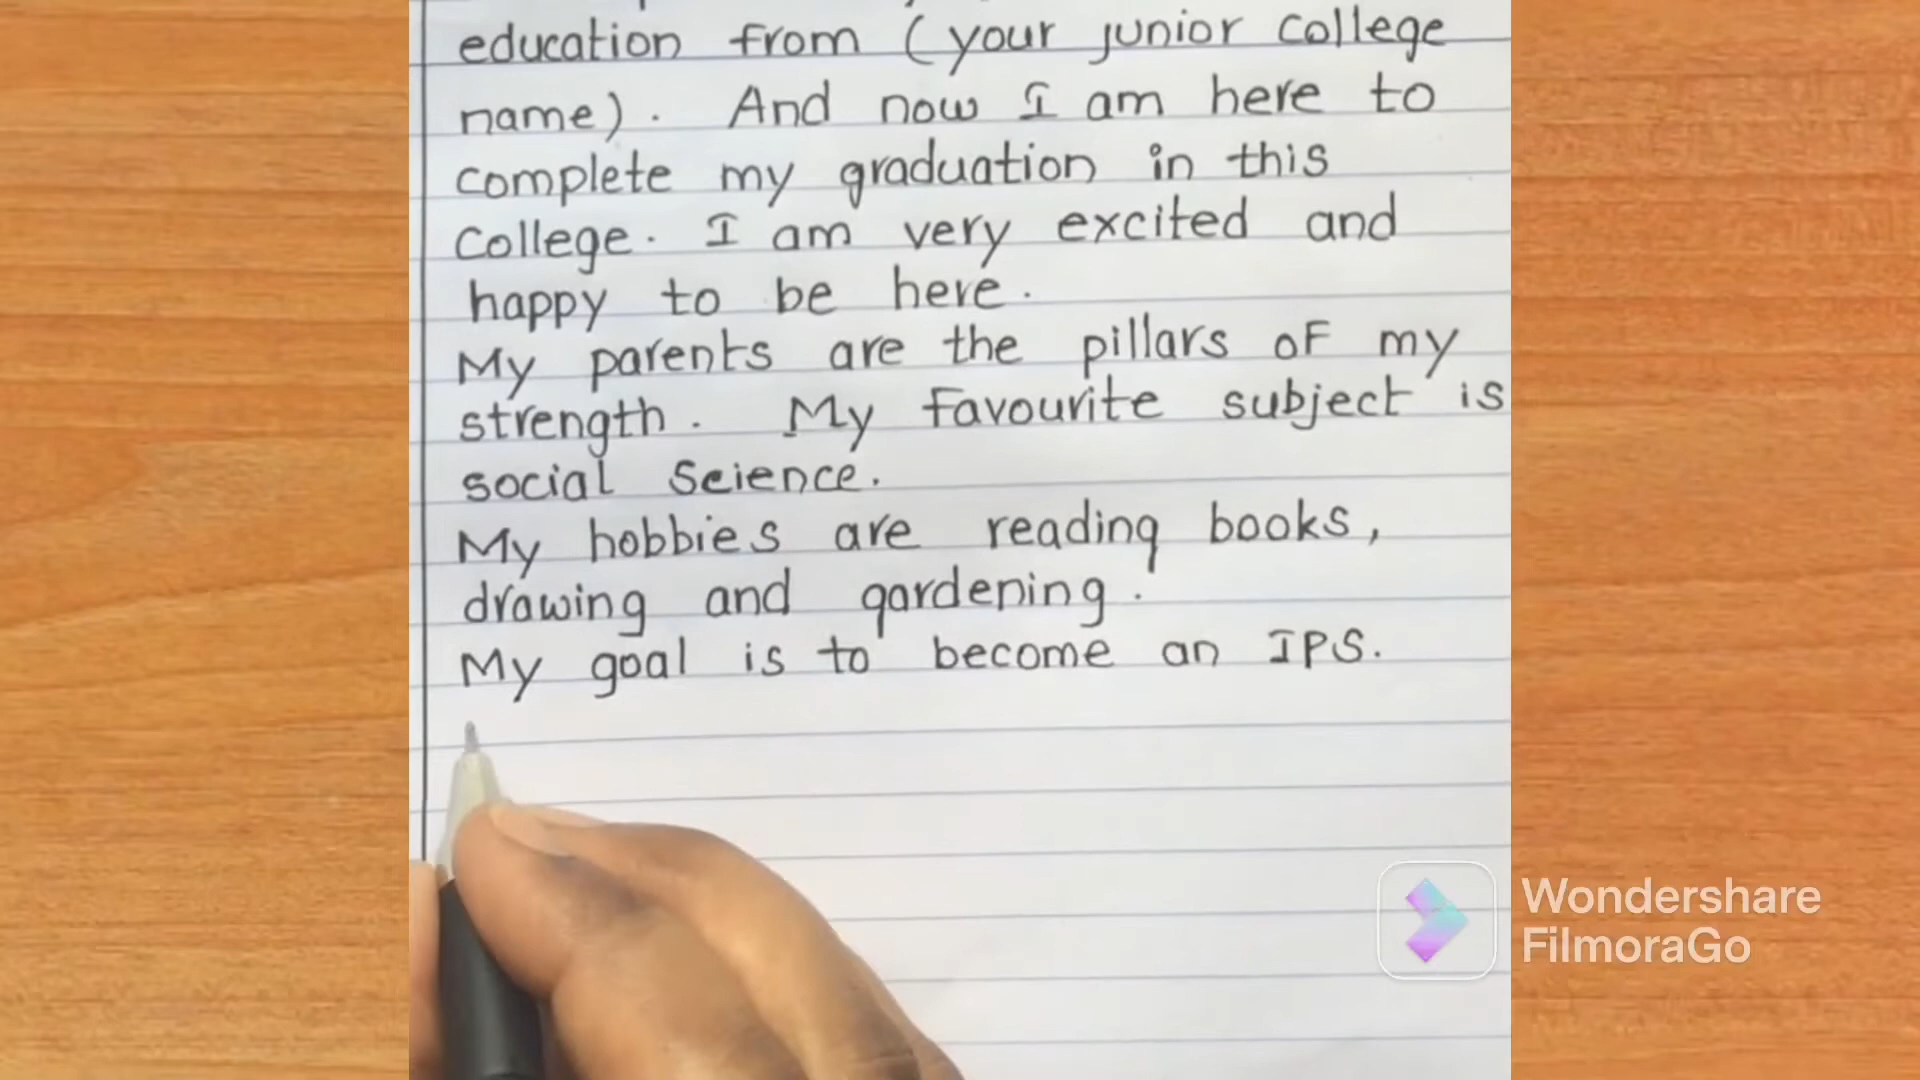 education from (your junior college
name). And now I am here to
complete my graduation in this
college. I am very excited and
happy to be here.
My parents are the pillars of my
strength. My favourite subject is
social Science.
My hobbies are reading books,
drawing and gardening.
My goal is to become an IPS.
Wondershare
FilmoraGo